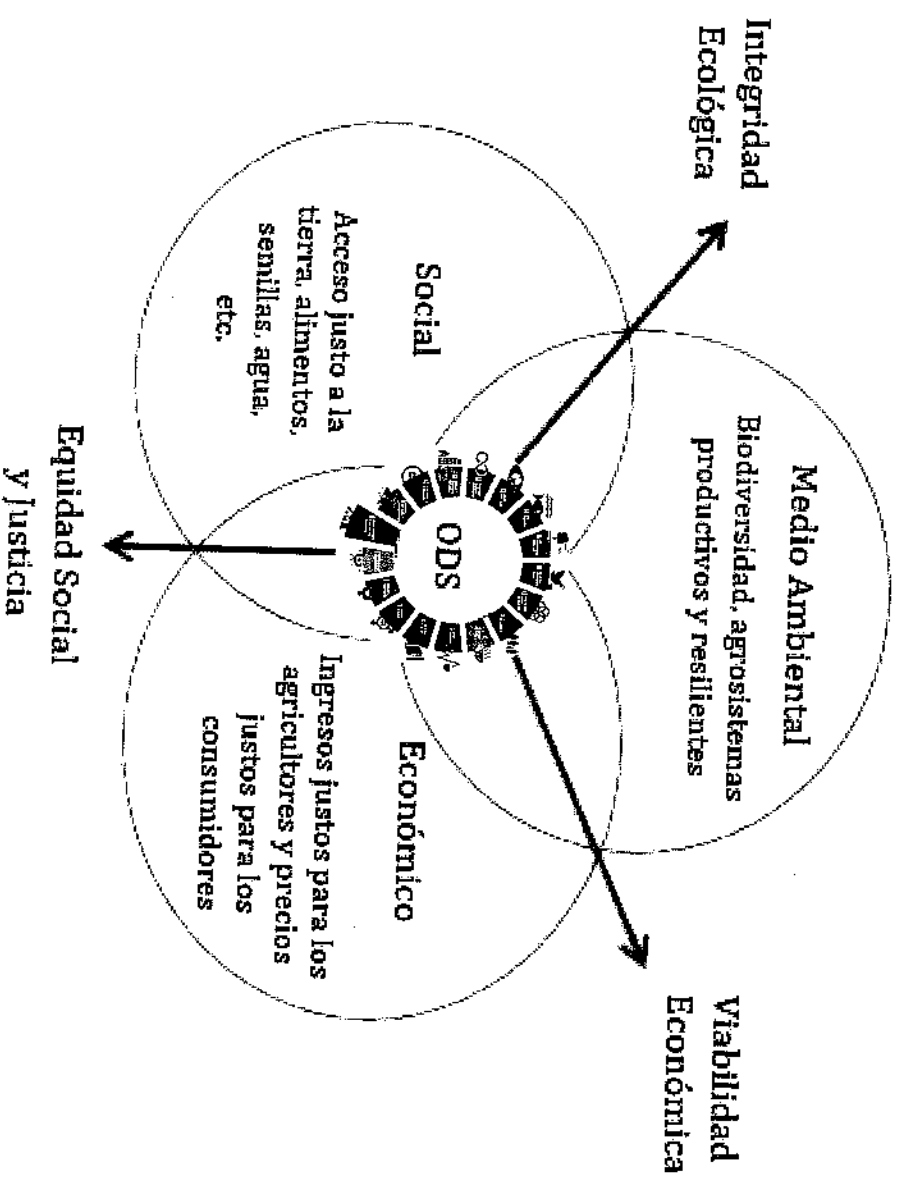 Medio Ambiental
Biodiversidad, agrosistemas
productivos y resilientes
Integridad
Ecológica
Viabilidad
Económica
ODS
Social
Acceso justo a la
tierra, alimentos,
semillas, agua,
etc.
Económico
Ingresos justos para los
agricultores y precios
justos para los
consumidores
Equidad Social
y Justicia